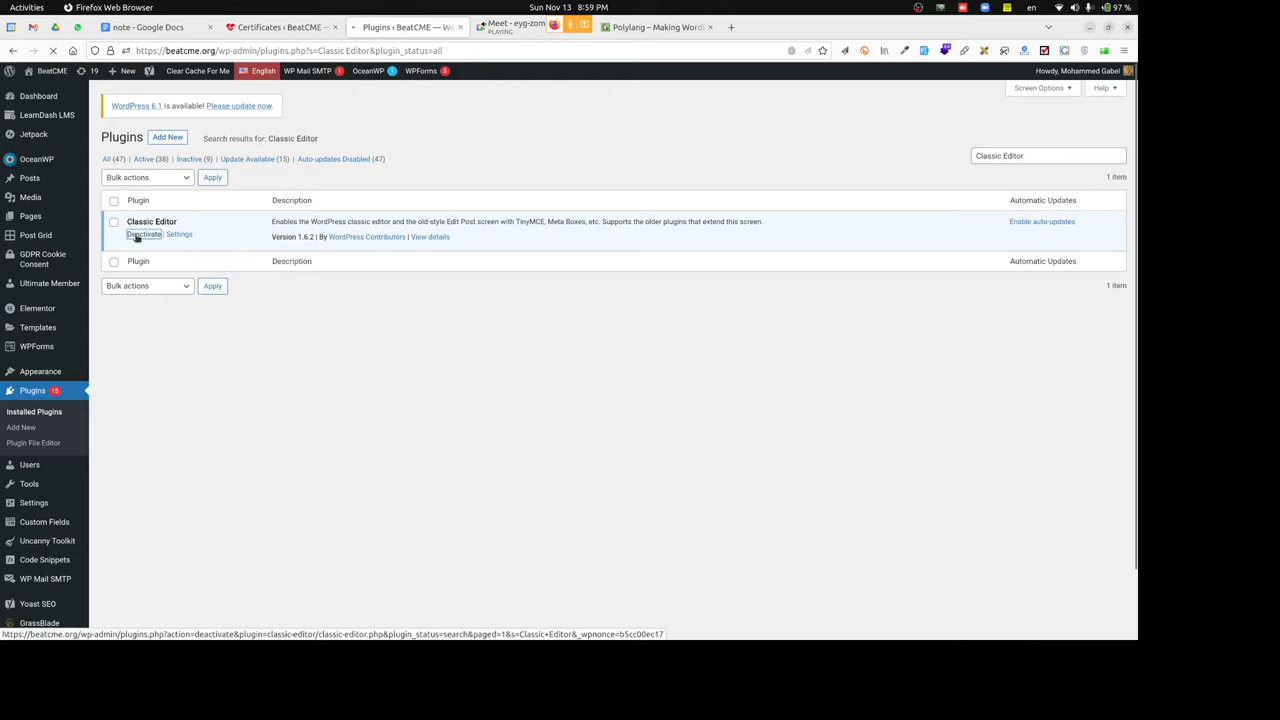 Activities
Firefox Web Browser
Sun Nov 13 8:59 PM
en
97 %
note - Google Docs
Certificates ‹ BeatCME —
Plugins ‹ BeatCME — Wo
Meet - eyg-zom
PLAYING
Polylang – Making Word
https://beatcme.org/wp-admin/plugins.php?s=Classic Editor&plugin_status=all
BeatCME
19
New
Clear Cache For Me
English
WP Mail SMTP 1
OceanWP 1
WPForms 5
Howdy, Mohammed Gabel
Screen Options
Help
WordPress 6.1 is available! Please update now.
Plugins
Add New
Search results for: Classic Editor
All (47) | Active (38) | Inactive (9) | Update Available (15) | Auto-updates Disabled (47)
Classic Editor
Bulk actions
Apply
1 item
Plugin
Description
Automatic Updates
Classic Editor
Deactivate | Settings
Enables the WordPress classic editor and the old-style Edit Post screen with TinyMCE, Meta Boxes, etc. Supports the older plugins that extend this screen.
Version 1.6.2 | By WordPress Contributors | View details
Enable auto-updates
Plugin
Description
Automatic Updates
Bulk actions
Apply
1 item
Dashboard
LearnDash LMS
Jetpack
OceanWP
Posts
Media
Pages
Post Grid
GDPR Cookie
Consent
Ultimate Member
Elementor
Templates
WPForms
Appearance
Plugins 15
Installed Plugins
Add New
Plugin File Editor
Users
Tools
Settings
Custom Fields
Uncanny Toolkit
Code Snippets
WP Mail SMTP
Yoast SEO
GrassBlade
https://beatcme.org/wp-admin/plugins.php?action=deactivate&plugin=classic-editor/classic-editor.php&plugin_status=search&paged=1&s=Classic+Editor&_wpnonce=b5cc00ec17